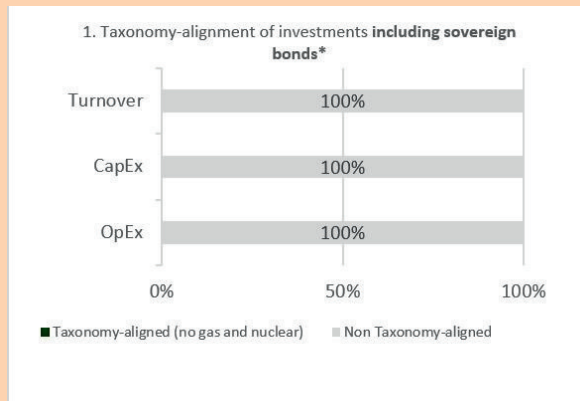 1. Taxonomy-alignment of investments including sovereign
bonds*
Turnover
100%
CapEx
100%
OpEx
100%
0% 50% 100%
Taxonomy-aligned (no gas and nuclear) Non Taxonomy-aligned